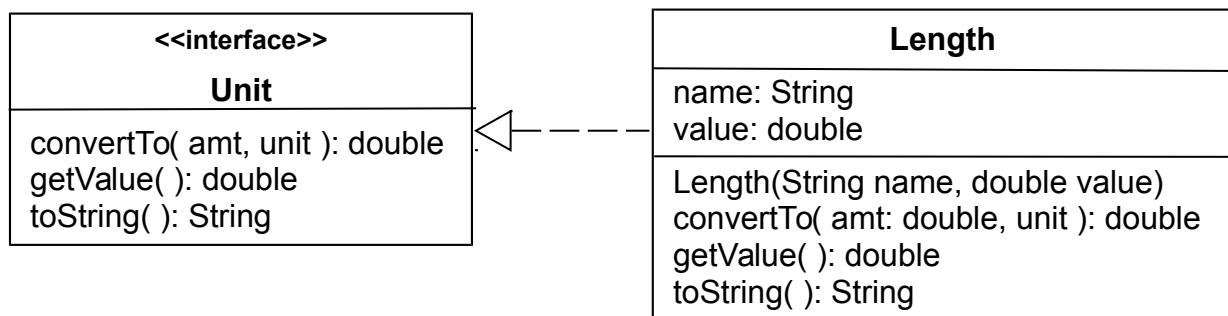 <<interface>>
Unit
convertTo( amt, unit ): double
getValue( ): double
toString( ): String
Length
name: String
value: double
Length(String name, double value)
convertTo( amt: double, unit ): double
getValue( ): double
toString( ): String